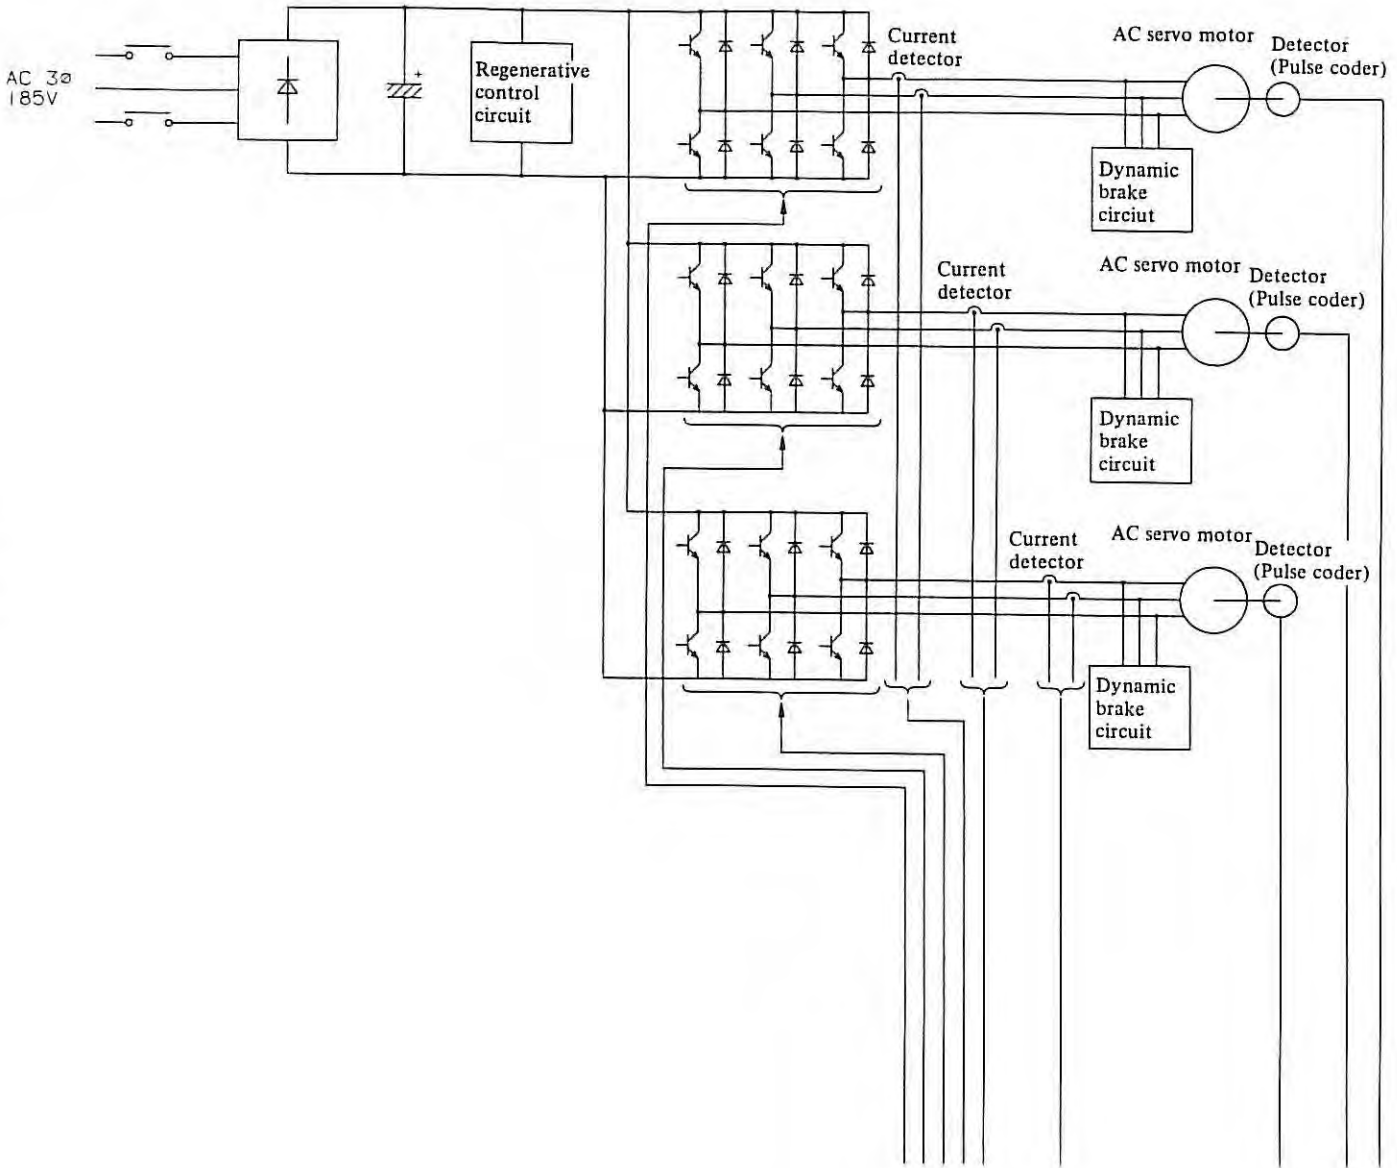 AC 3ø
185V
Regenerative
control
circuit
+
Current
detector
AC servo motor
Detector
(Pulse coder)
Dynamic
brake
circiut
Current
detector
AC servo motor
Detector
(Pulse coder)
Dynamic
brake
circuit
Current
detector
AC servo motor
Detector
(Pulse coder)
Dynamic
brake
circuit